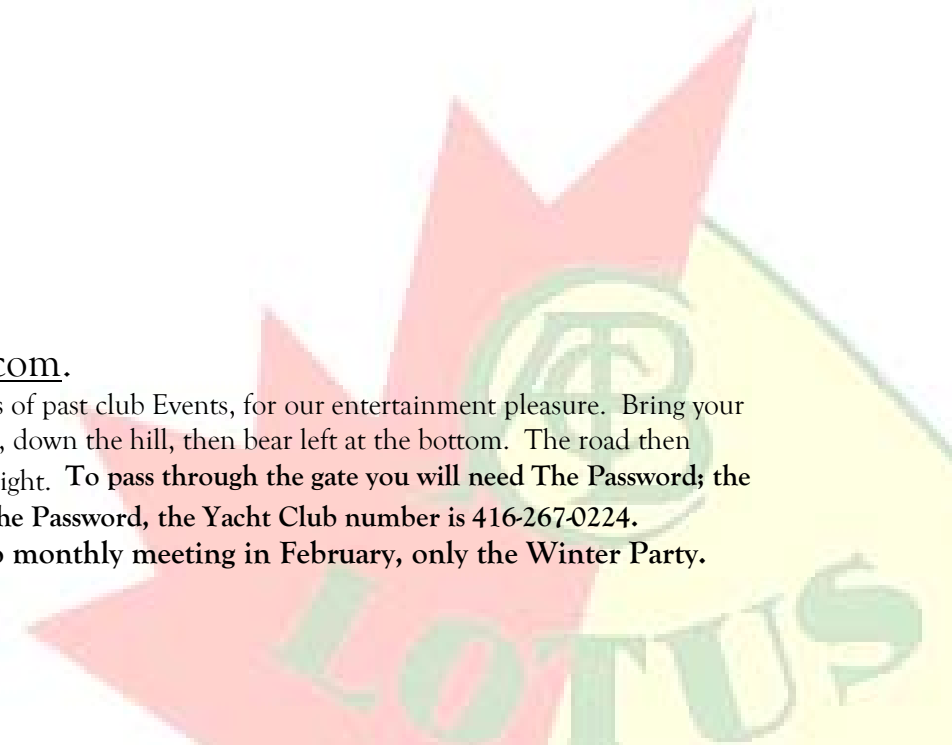 com.
s of past club Events, for our entertainment pleasure. Bring your
, down the hill, then bear left at the bottom. The road then
ight. To pass through the gate you will need The Password; the
he Password, the Yacht Club number is 416-267-0224.
o monthly meeting in February, only the Winter Party.
LOTUS